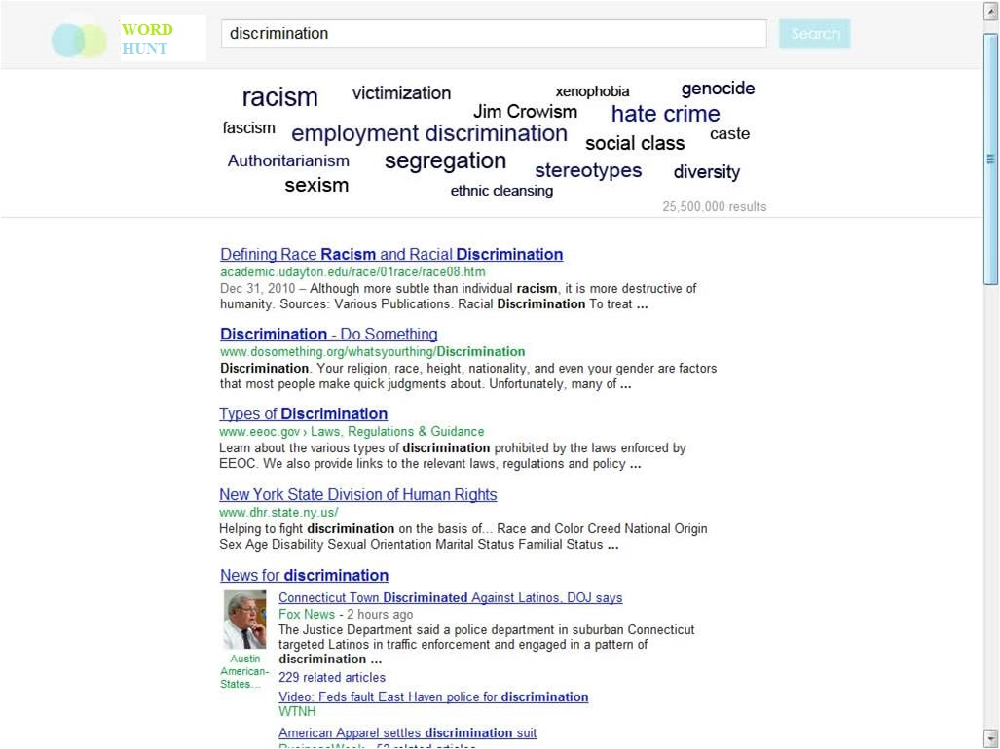 WORD
HUNT
discrimination
Search
racism victimization xenophobia genocide
Jim Crowism hate crime
fascism employment discrimination social class caste
Authoritarianism segregation stereotypes diversity
sexism ethnic cleansing
25,500,000 results
Defining Race Racism and Racial Discrimination
academic.udayton.edu/race/01race/race08.htm
Dec 31, 2010 – Although more subtle than individual racism, it is more destructive of
humanity. Sources: Various Publications. Racial Discrimination To treat ...
Discrimination - Do Something
www.dosomething.org/whatsyourthing/Discrimination
Discrimination. Your religion, race, height, nationality, and even your gender are factors
that most people make quick judgments about. Unfortunately, many of ...
Types of Discrimination
www.eeoc.gov › Laws, Regulations & Guidance
Learn about the various types of discrimination prohibited by the laws enforced by
EEOC. We also provide links to the relevant laws, regulations and policy ...
New York State Division of Human Rights
www.dhr.state.ny.us/
Helping to fight discrimination on the basis of... Race and Color Creed National Origin
Sex Age Disability Sexual Orientation Marital Status Familial Status ...
News for discrimination
Connecticut Town Discriminated Against Latinos, DOJ says
Fox News - 2 hours ago
The Justice Department said a police department in suburban Connecticut
targeted Latinos in traffic enforcement and engaged in a pattern of
discrimination ...
Austin
American-
States...
229 related articles
Video: Feds fault East Haven police for discrimination
WTNH
American Apparel settles discrimination suit
BusinessWeek - 52 related articles